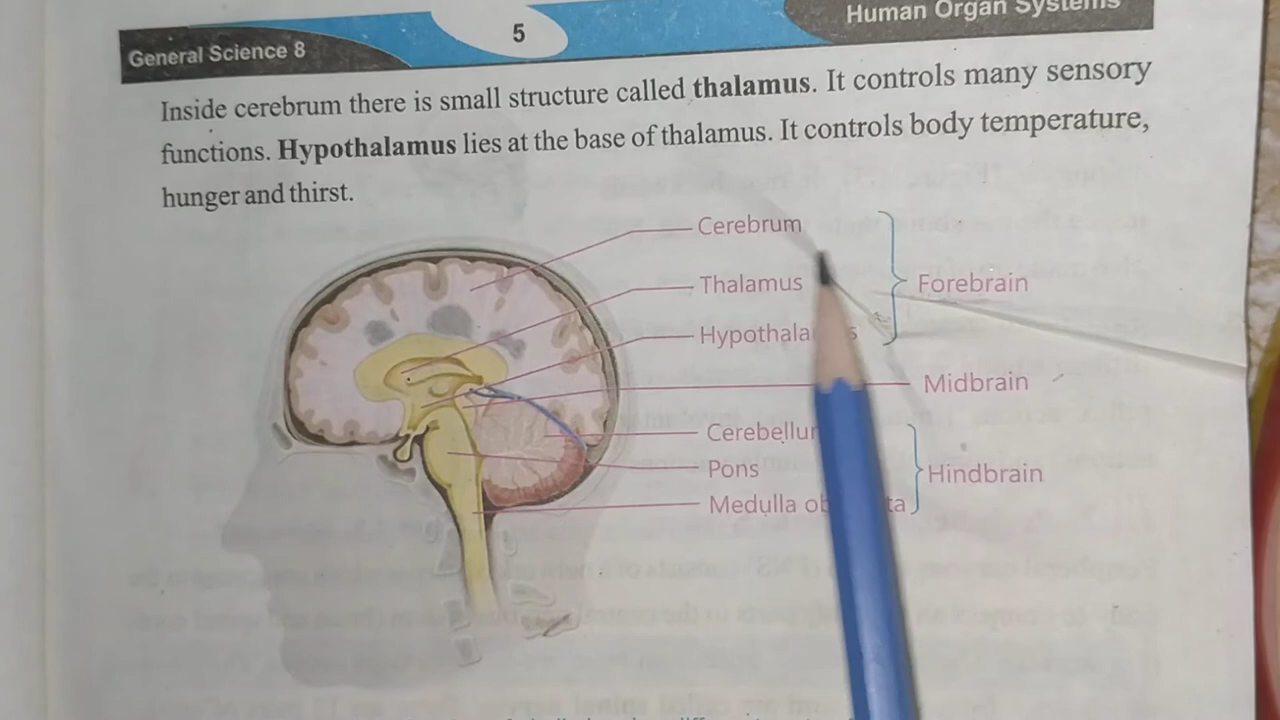 General Science 8
5
Human Organ Systems
Inside cerebrum there is small structure called thalamus. It controls many sensory
functions. Hypothalamus lies at the base of thalamus. It controls body temperature,
hunger and thirst.
Cerebrum
Thalamus
Forebrain
Midbrain
Pons
Hindbrain
Medulla